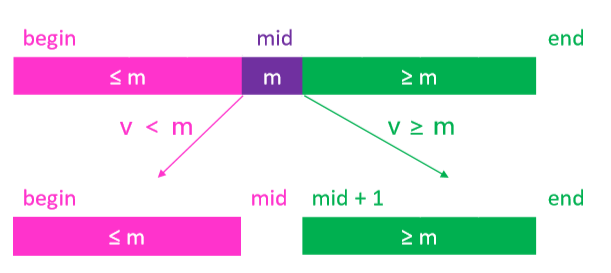 begin mid end
≤ m m ≥ m
v < m v ≥ m
begin mid mid + 1 end
≤ m ≥ m